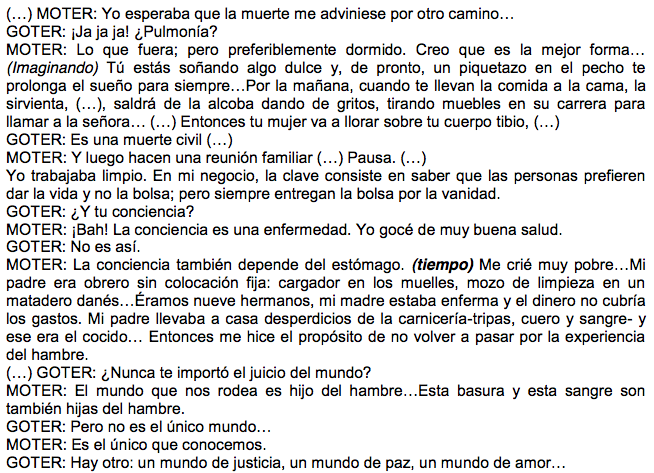 (…) MOTER: Yo esperaba que la muerte me adviniese por otro camino…
GOTER: ¡Ja ja ja! ¿Pulmonía?
MOTER: Lo que fuera; pero preferiblemente dormido. Creo que es la mejor forma…
(Imaginando) Tú estás soñando algo dulce y, de pronto, un piquetazo en el pecho te
prolonga el sueño para siempre…Por la mañana, cuando te llevan la comida a la cama, la
sirvienta, (…), saldrá de la alcoba dando de gritos, tirando muebles en su carrera para
llamar a la señora… (…) Entonces tu mujer va a llorar sobre tu cuerpo tibio, (…)
GOTER: Es una muerte civil (…)
MOTER: Y luego hacen una reunión familiar (…) Pausa. (…)
Yo trabajaba limpio. En mi negocio, la clave consiste en saber que las personas prefieren
dar la vida y no la bolsa; pero siempre entregan la bolsa por la vanidad.
GOTER: ¿Y tu conciencia?
MOTER: ¡Bah! La conciencia es una enfermedad. Yo gocé de muy buena salud.
GOTER: No es así.
MOTER: La conciencia también depende del estómago. (tiempo) Me crié muy pobre…Mi
padre era obrero sin colocación fija: cargador en los muelles, mozo de limpieza en un
matadero danés…Éramos nueve hermanos, mi madre estaba enferma y el dinero no cubría
los gastos. Mi padre llevaba a casa desperdicios de la carnicería-tripas, cuero y sangre- y
ese era el cocido… Entonces me hice el propósito de no volver a pasar por la experiencia
del hambre.
(…) GOTER: ¿Nunca te importó el juicio del mundo?
MOTER: El mundo que nos rodea es hijo del hambre…Esta basura y esta sangre son
también hijas del hambre.
GOTER: Pero no es el único mundo…
MOTER: Es el único que conocemos.
GOTER: Hay otro: un mundo de justicia, un mundo de paz, un mundo de amor…